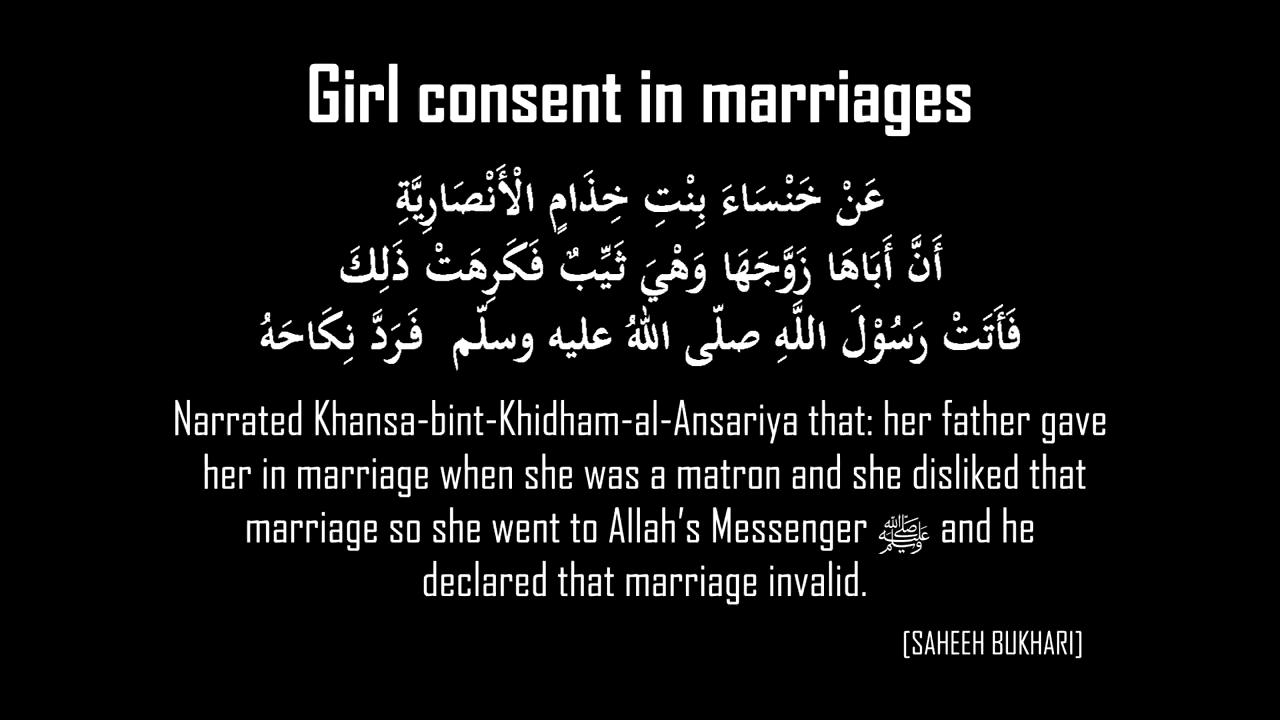 Girl consent in marriages
عَنْ خَنْسَاءَ بِنْتِ خِذَامٍ الْأَنْصَارِيَّةِ
أَنَّ أَبَاهَا زَوَّجَهَا وَهْيَ ثَيِّبٌ فَكَرِهَتْ ذَلِكَ
فَأَتَتْ رَسُوْلَ اللَّهِ صلّى اللهُ عليه وسلّم فَرَدَّ نِكَاحَهُ
Narrated Khansa-bint-Khidham-al-Ansariya that: her father gave
her in marriage when she was a matron and she disliked that
marriage so she went to Allah’s Messenger ﷺ and he
declared that marriage invalid.
[SAHEEH BUKHARI]